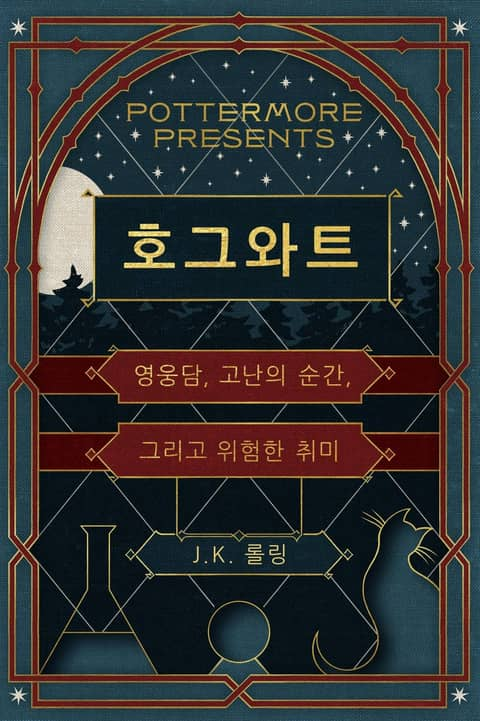 POTTERMORE
PRESENTS
호그와트
영웅담, 고난의 순간,
그리고 위험한 취미
J.K. 롤링